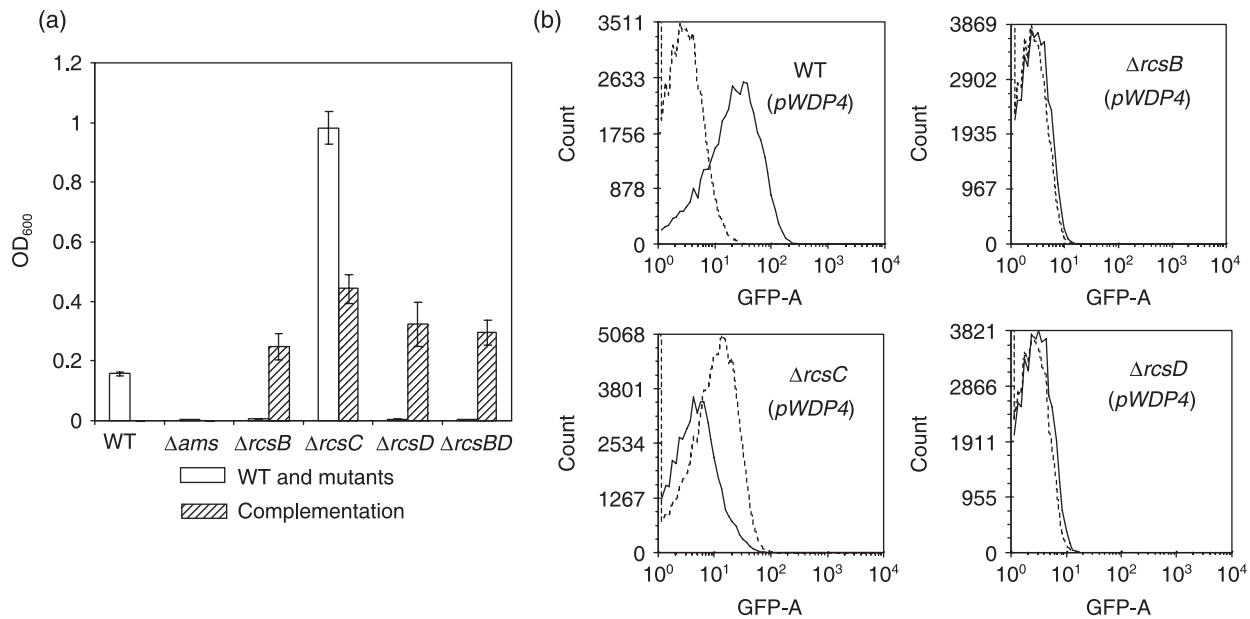 (a)
1.2
1
0.8
0.6
0.4
0.2
0
OD600
WT
Δams
ΔrcsB
ΔrcsC
ΔrcsD
ΔrcsBD
WT and mutants
Complementation
(b)
3511
2633
1756
878
0
Count
WT
(pWDP4)
10^0 10^1 10^2 10^3 10^4
GFP-A
3869
2902
1935
967
0
Count
ΔrcsB
(pWDP4)
10^0 10^1 10^2 10^3 10^4
GFP-A
5068
3801
2534
1267
0
Count
ΔrcsC
(pWDP4)
10^0 10^1 10^2 10^3 10^4
GFP-A
3821
2866
1911
955
0
Count
ΔrcsD
(pWDP4)
10^0 10^1 10^2 10^3 10^4
GFP-A